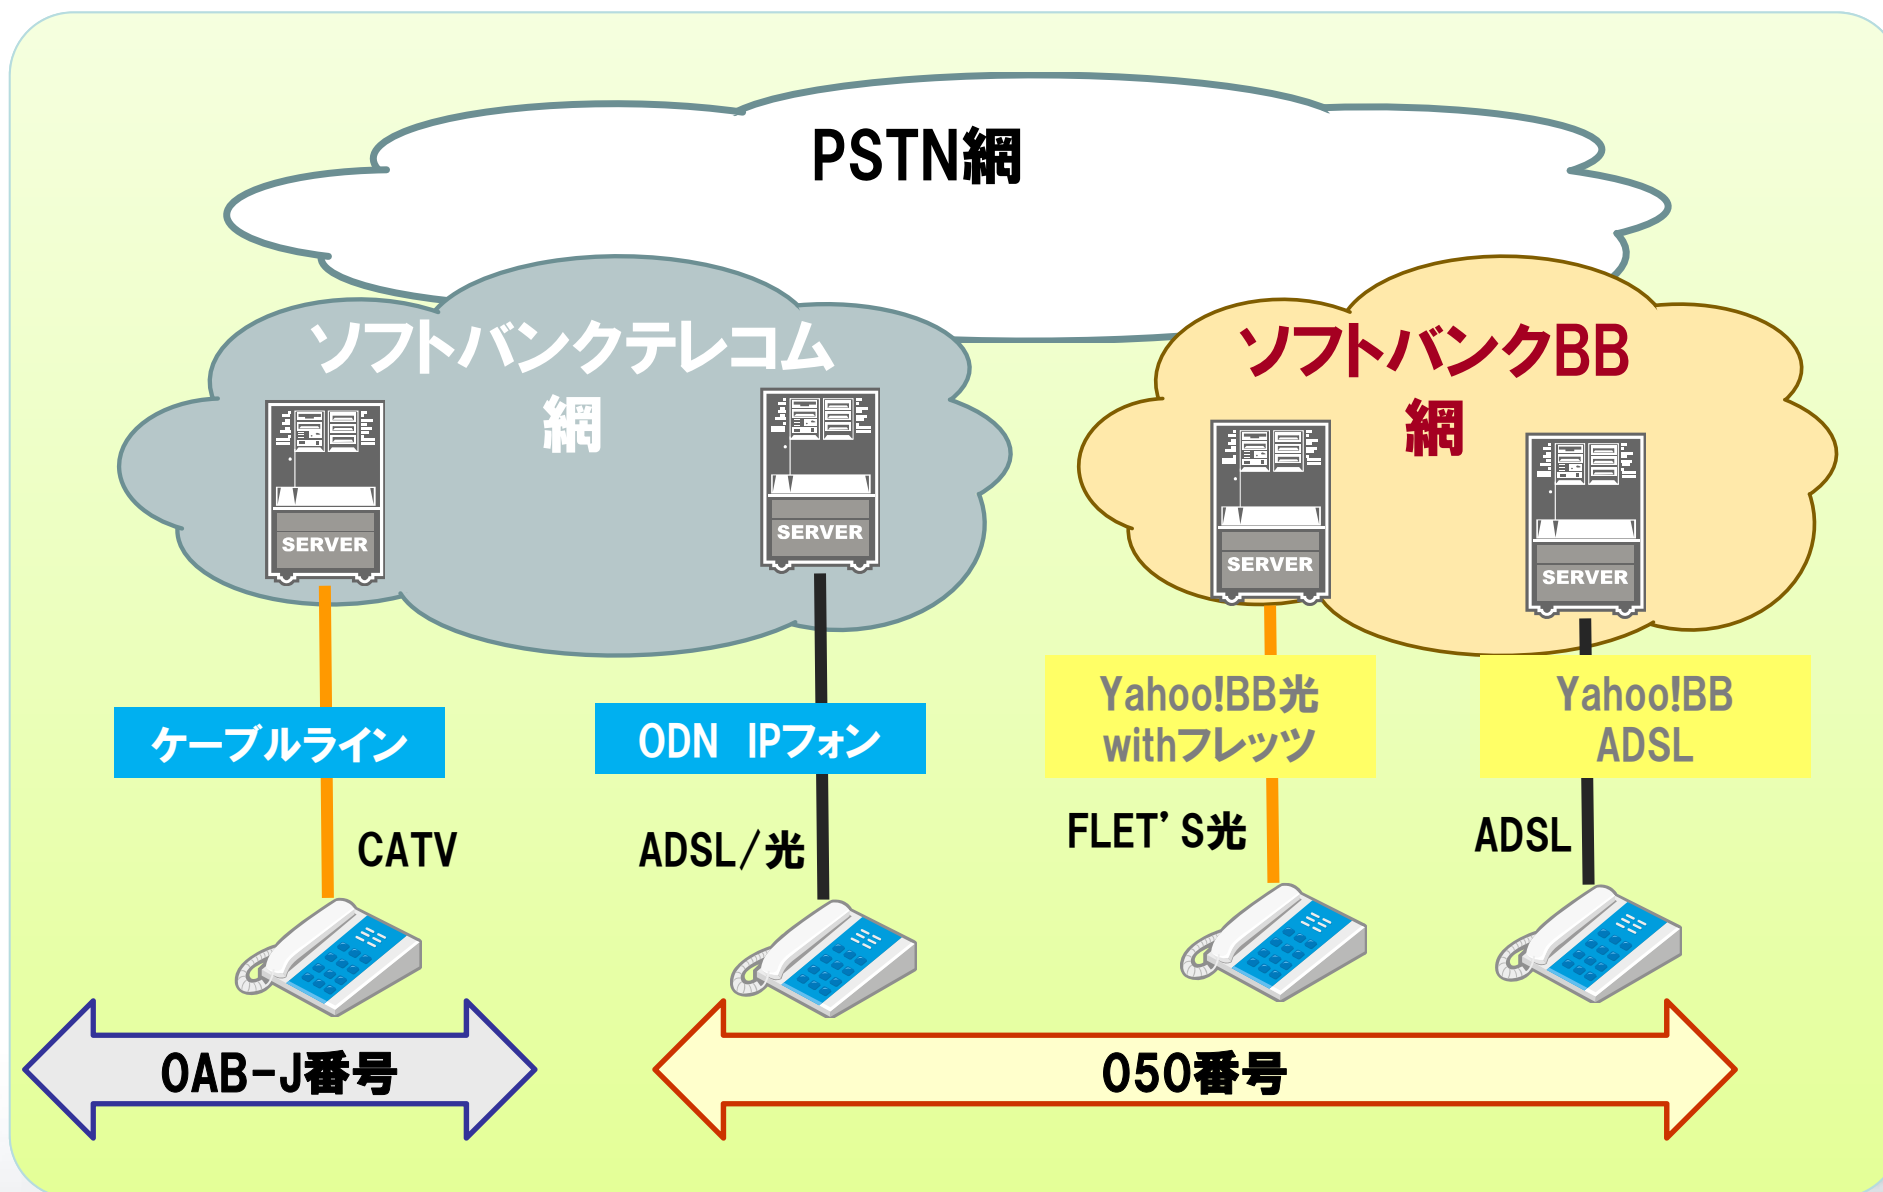 PSTN網
ソフトバンクテレコム
網
ソフトバンクBB
網
SERVER
SERVER
SERVER
SERVER
ケーブルライン
ODN IPフォン
Yahoo!BB光
withフレッツ
Yahoo!BB
ADSL
CATV
ADSL/光
FLET'S光
ADSL
0AB-J番号
050番号